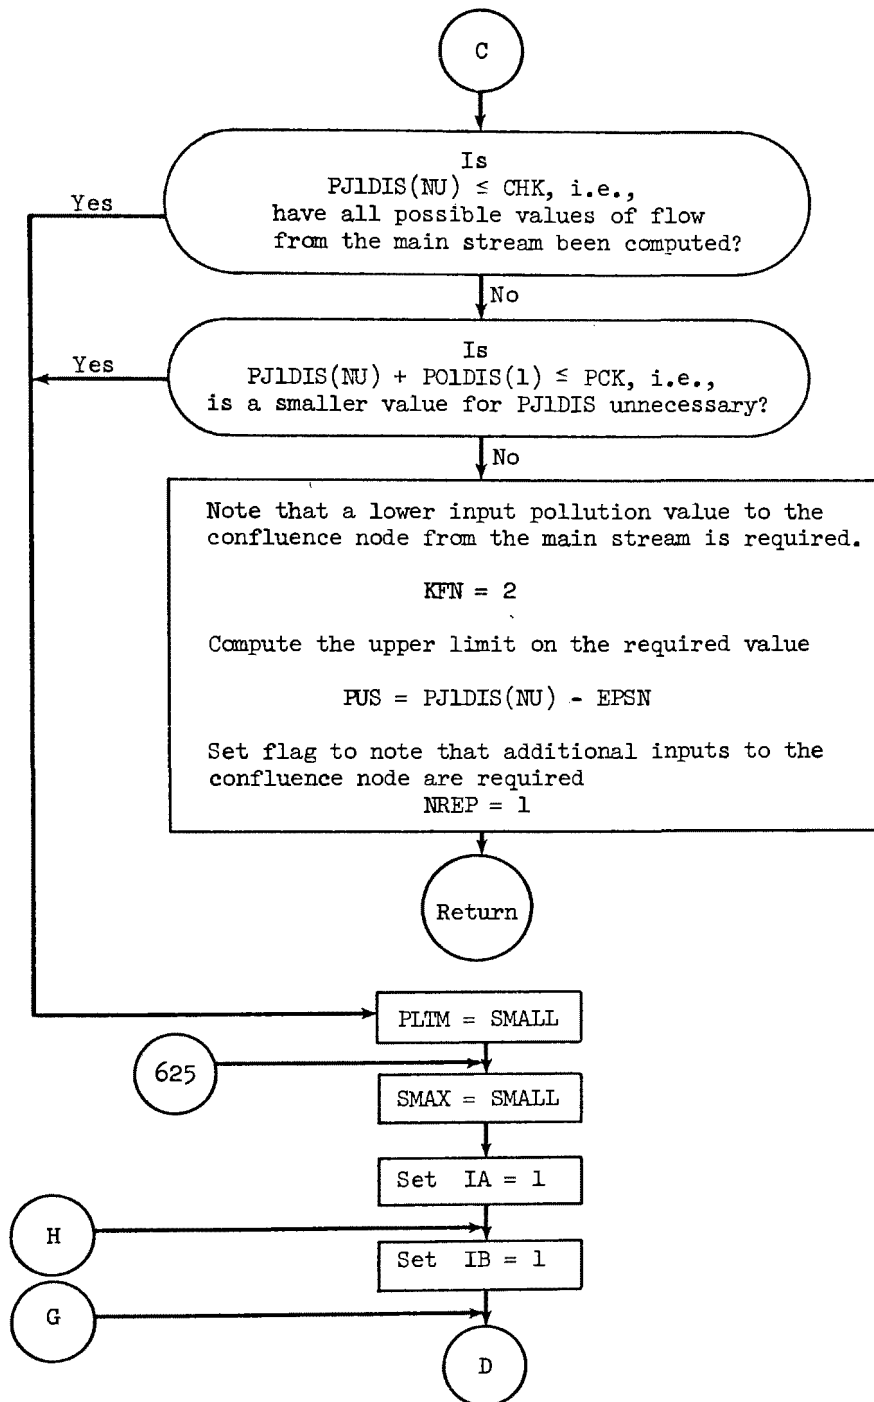 C
Is
PJ1DIS(NU) ≤ CHK, i.e.,
have all possible values of flow
from the main stream been computed?
Yes
No
Is
PJ1DIS(NU) + PO1DIS(1) ≤ PCK, i.e.,
is a smaller value for PJ1DIS unnecessary?
Yes
No
Note that a lower input pollution value to the
confluence node from the main stream is required.
KFN = 2
Compute the upper limit on the required value
PUS = PJ1DIS(NU) - EPSN
Set flag to note that additional inputs to the
confluence node are required
NREP = 1
Return
PLTM = SMALL
625
SMAX = SMALL
Set IA = 1
H
Set IB = 1
G
D